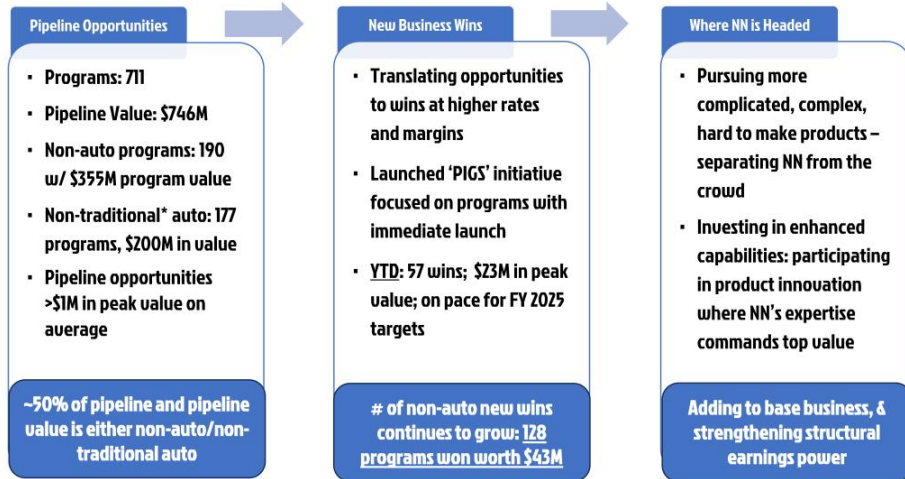 Pipeline Opportunities
· Programs: 711
· Pipeline Value: $746M
· Non-auto programs: 190
w/ $355M program value
· Non-traditional* auto: 177
programs, $200M in value
· Pipeline opportunities
>$1M in peak value on
average
~50% of pipeline and pipeline
value is either non-auto/non-
traditional auto
New Business Wins
· Translating opportunities
to wins at higher rates
and margins
· Launched ‘PIGS’ initiative
focused on programs with
immediate launch
· YTD: 57 wins; $23M in peak
value; on pace for FY 2025
targets
# of non-auto new wins
continues to grow: 128
programs won worth $43M
Where NN is Headed
· Pursuing more
complicated, complex,
hard to make products –
separating NN from the
crowd
· Investing in enhanced
capabilities: participating
in product innovation
where NN’s expertise
commands top value
Adding to base business, &
strengthening structural
earnings power